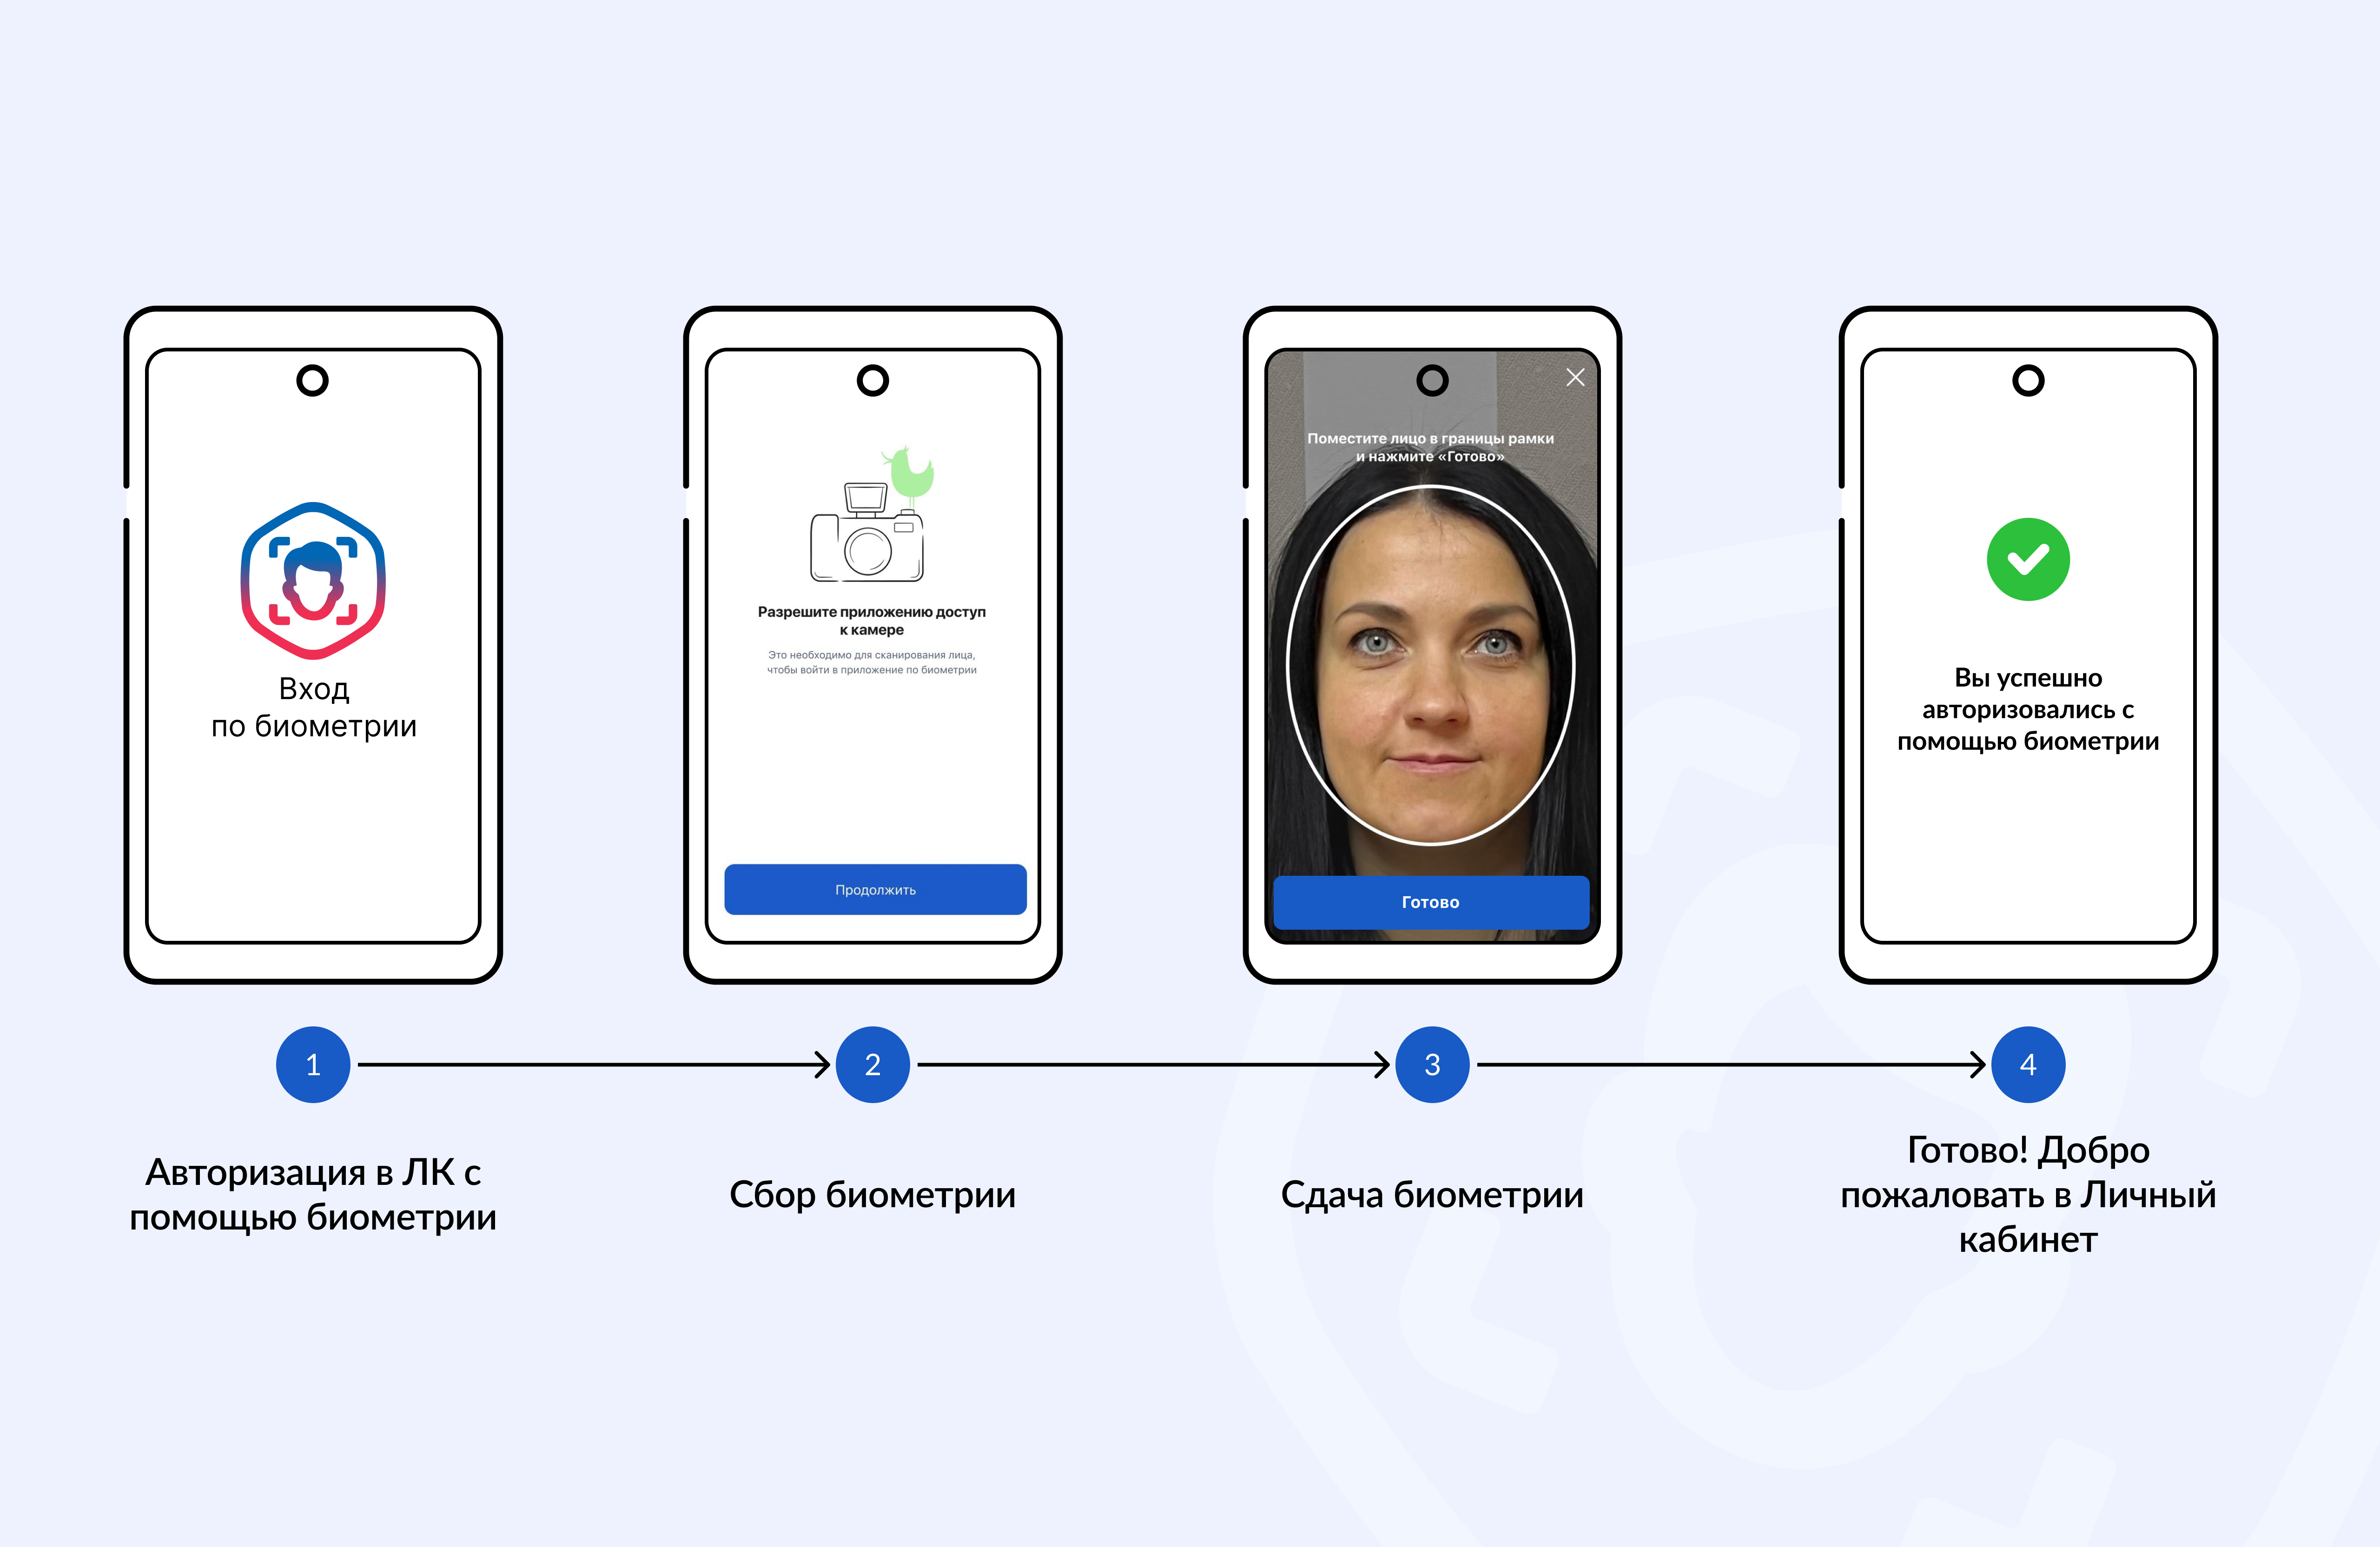 Вход
по биометрии
Разрешите приложению доступ
к камере
Это необходимо для сканирования лица,
чтобы войти в приложение по биометрии
Продолжить
Поместите лицо в границы рамки
и нажмите «Готово»
Готово
Вы успешно
авторизовались с
помощью биометрии
1
2
3
4
Авторизация в ЛК с
помощью биометрии
Сбор биометрии
Сдача биометрии
Готово! Добро
пожаловать в Личный
кабинет